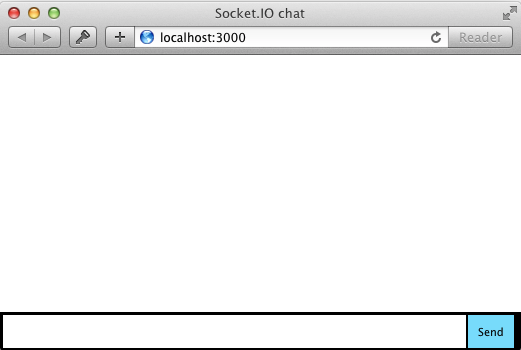 Socket.IO chat
localhost:3000
Reader
Send